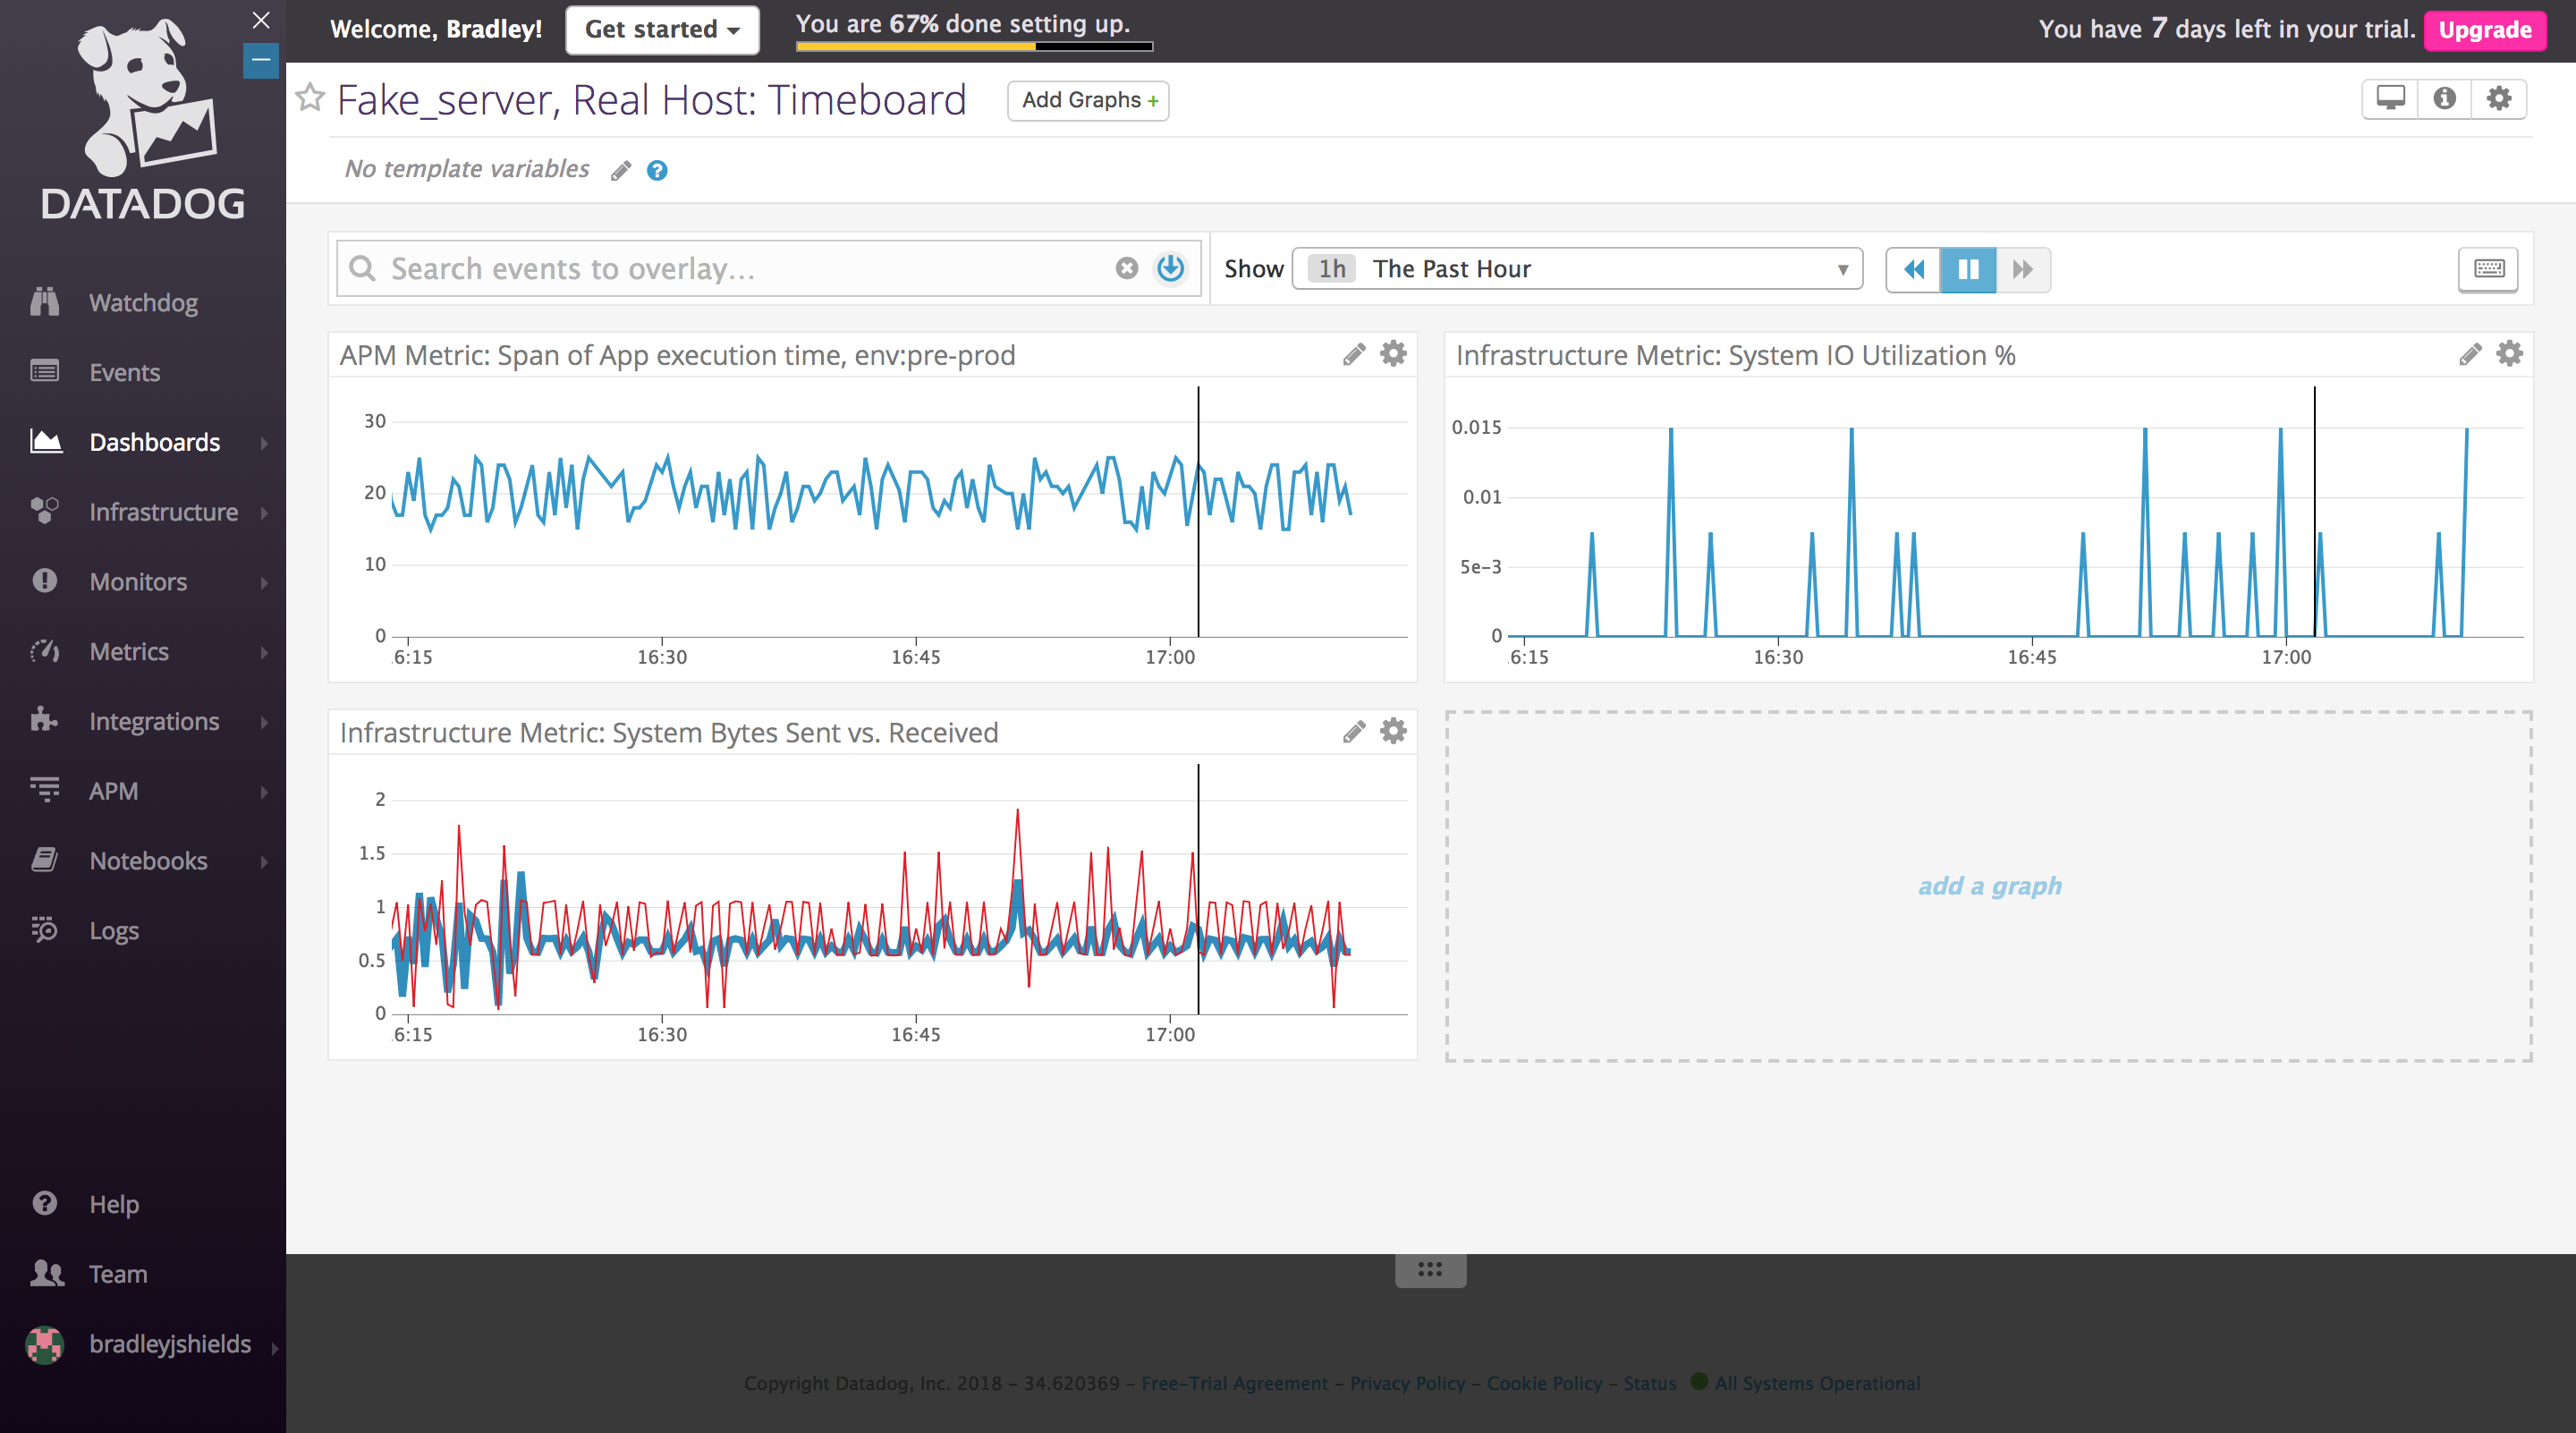 DATADOG
Watchdog
Events
Dashboards
Infrastructure
Monitors
Metrics
Integrations
APM
Notebooks
Logs
Help
Team
bradleyjshields
Welcome, Bradley!
Get started
You are 67% done setting up.
You have 7 days left in your trial.
Upgrade
Fake_server, Real Host: Timeboard
Add Graphs +
No template variables
Search events to overlay...
Show
1h The Past Hour
APM Metric: Span of App execution time, env:pre-prod
30
20
10
0
6:15
16:30
16:45
17:00
Infrastructure Metric: System IO Utilization %
0.015
0.01
5e-3
0
6:15
16:30
16:45
17:00
Infrastructure Metric: System Bytes Sent vs. Received
2
1.5
1
0.5
0
6:15
16:30
16:45
17:00
add a graph
Copyright Datadog, Inc. 2018 - 34.620369 - Free-Trial Agreement - Privacy Policy - Cookie Policy - Status All Systems Operational